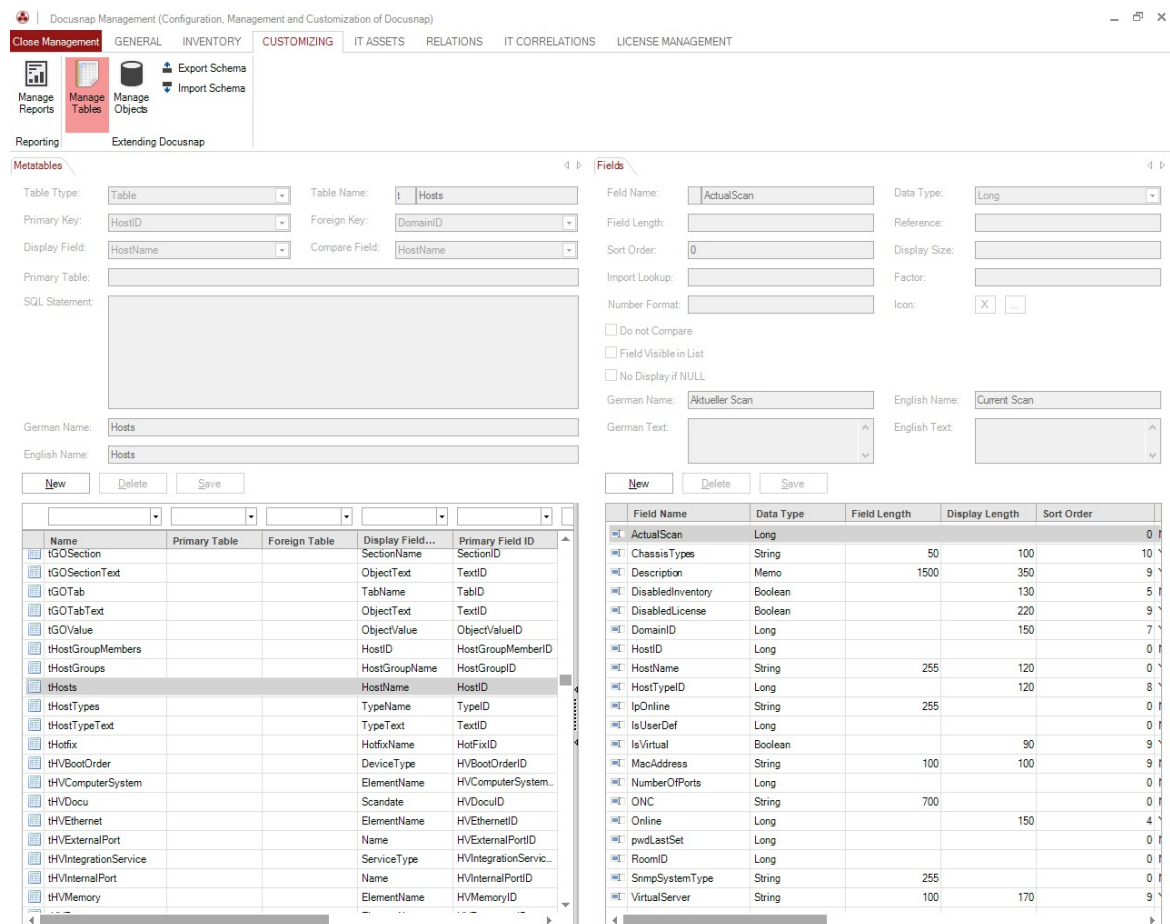 Docusnap Management (Configuration, Management and Customization of Docusnap)
Close Management GENERAL INVENTORY CUSTOMIZING IT ASSETS RELATIONS IT CORRELATIONS LICENSE MANAGEMENT
Manage Reports
Manage Tables
Manage Objects
Export Schema
Import Schema
Reporting Extending Docusnap
Metatables
Table Ttype: Table Table Name: t Hosts
Primary Key: HostID Foreign Key: DomainID
Display Field: HostName Compare Field: HostName
Primary Table:
SQL Statement:
German Name: Hosts
English Name: Hosts
New Delete Save
Name Primary Table Foreign Table Display Field... Primary Field ID
tGOSection SectionName SectionID
tGOSectionText ObjectText TextID
tGOTab TabName TabID
tGOTabText ObjectText TextID
tGOValue ObjectValue ObjectValueID
tHostGroupMembers HostID HostGroupMemberID
tHostGroups HostGroupName HostGroupID
tHosts HostName HostID
tHostTypes TypeName TypeID
tHostTypeText TypeText TextID
tHotfix HotfixName HotFixID
tHVBootOrder DeviceType HVBootOrderID
tHVComputerSystem ElementName HVComputerSystem...
tHVDocu Scandate HVDocuID
tHVEthernet ElementName HVEthernetID
tHVExternalPort Name HVExternalPortID
tHVIntegrationService ServiceType HVIntegrationServic...
tHVInternalPort Name HVInternalPortID
tHVMemory ElementName HVMemoryID
Fields
Feld Name: ActualScan Data Type: Long
Field Length: Reference:
Sort Order: 0 Display Size:
Import Lookup: Factor:
Number Format: Icon: X ...
Do not Compare
Field Visible in List
No Display if NULL
German Name: Aktueller Scan English Name: Current Scan
German Text: English Text:
New Delete Save
Field Name Data Type Field Length Display Length Sort Order
ActualScan Long 0
ChassisTypes String 50 100 10
Description Memo 1500 350 9
DisabledInventory Boolean 130 5
DisabledLicense Boolean 220 9
DomainID Long 150 7
HostID Long 0
HostName String 255 120 0
HostTypeID Long 120 8
IpOnline String 255 0
IsUserDef Long 0
IsVirtual Boolean 90 9
MacAddress String 100 100 9
NumberOfPorts Long 0
ONC String 700 0
Online Long 150 4
pwdLastSet Long 0
RoomID Long 0
SnmpSystemType String 255 0
VirtualServer String 100 170 9